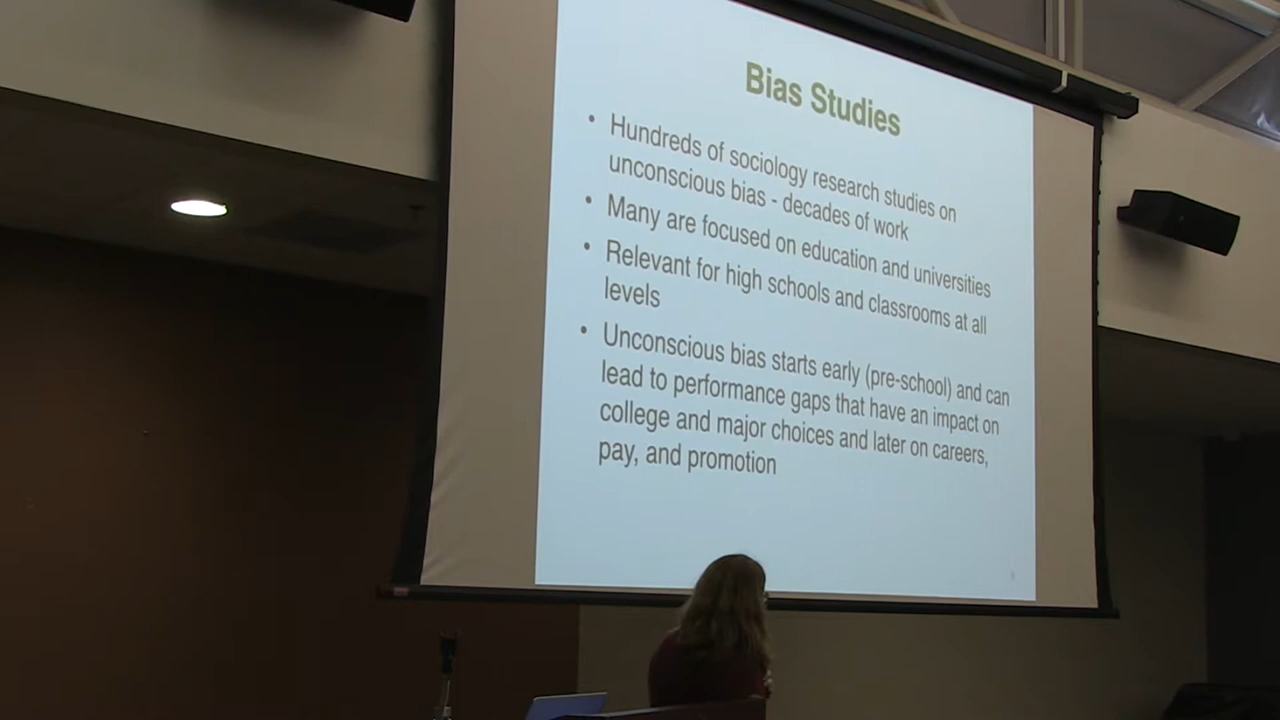 Bias Studies
• Hundreds of sociology research studies on
unconscious bias - decades of work
• Many are focused on education and universities
• Relevant for high schools and classrooms at all
levels
• Unconscious bias starts early (pre-school) and can
lead to performance gaps that have an impact on
college and major choices and later on careers,
pay, and promotion